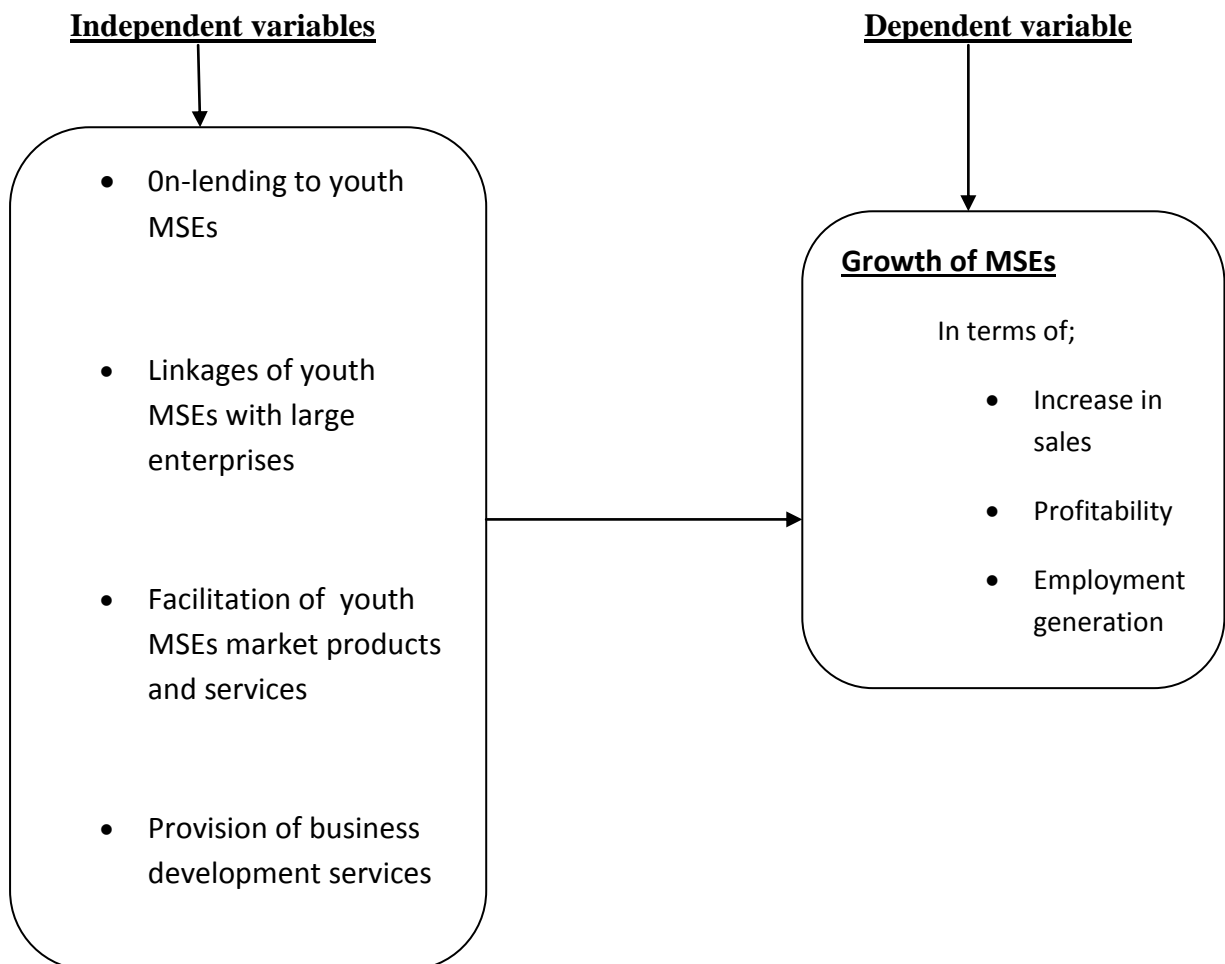 Independent variables
Dependent variable
• 0n-lending to youth
MSEs
• Linkages of youth
MSEs with large
enterprises
• Facilitation of  youth
MSEs market products
and services
• Provision of business
development services
Growth of MSEs
In terms of;
• Increase in
sales
• Profitability
• Employment
generation